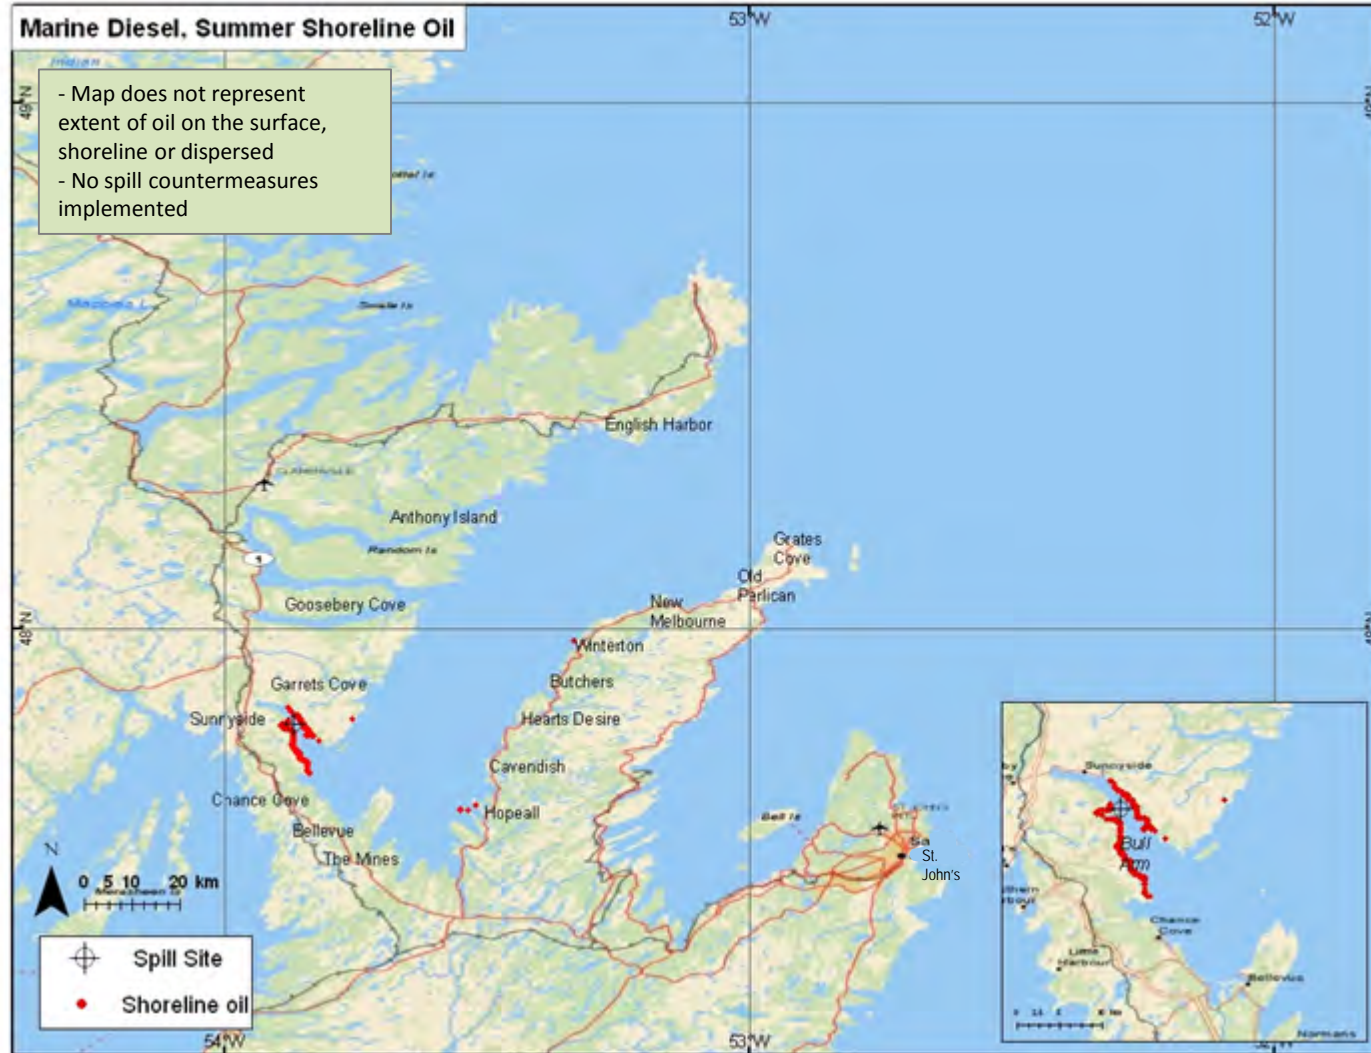 Marine Diesel, Summer Shoreline Oil
53°W
52°W
Indian
49°N
- Map does not represent
extent of oil on the surface,
shoreline or dispersed
- No spill countermeasures
implemented
English Harbor
Anthony Island
Random Is
1
Goosebery Cove
Grates
Cove
Old
Perlican
New
Melbourne
48°N
Winterton
Garrets Cove
Butchers
Sunnyside
Hearts Desire
Cavendish
Chance Cove
Hopeall
Bellevue
The Mines
Bell Is
St.
John's
N
0 5 10 20 km
Spill Site
Shoreline oil
54°W
53°W
Sunnyside
Bull
Arm
Chance
Cove
Bellevue
Normans